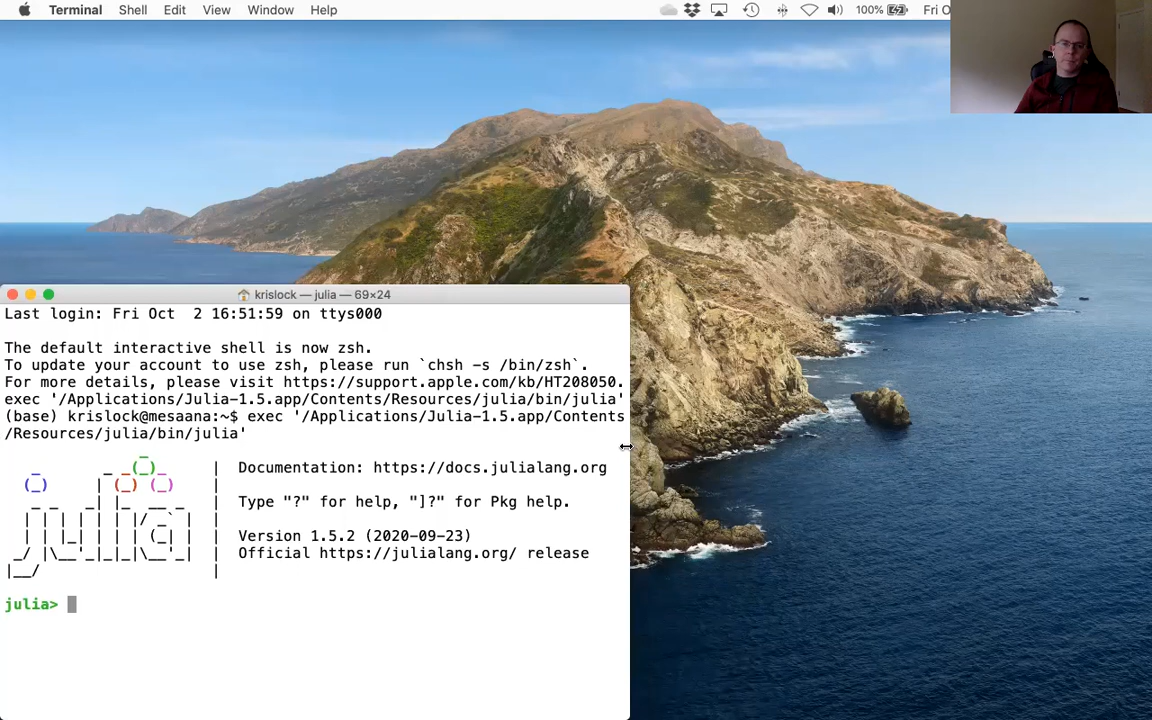 Terminal Shell Edit View Window Help 100% Fri O
krislock — julia — 69×24
Last login: Fri Oct  2 16:51:59 on ttys000
The default interactive shell is now zsh.
To update your account to use zsh, please run `chsh -s /bin/zsh`.
For more details, please visit https://support.apple.com/kb/HT208050.
exec '/Applications/Julia-1.5.app/Contents/Resources/julia/bin/julia'
(base) krislock@mesaana:~$ exec '/Applications/Julia-1.5.app/Contents
/Resources/julia/bin/julia'
Documentation: https://docs.julialang.org
Type "?" for help, "]?" for Pkg help.
Version 1.5.2 (2020-09-23)
Official https://julialang.org/ release
julia>